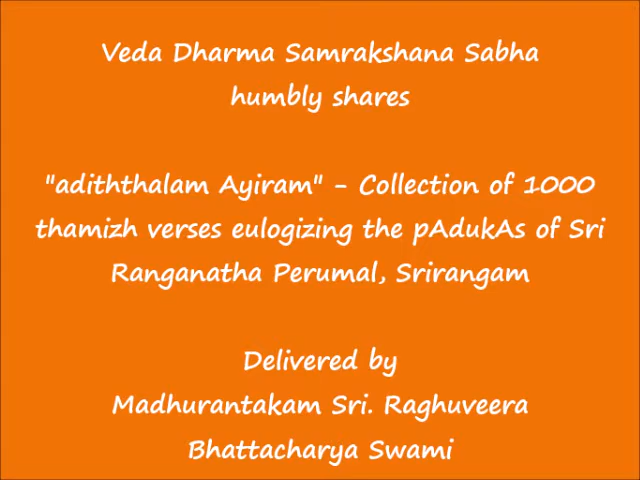 Veda Dharma Samrakshana Sabha
humbly shares
"adiththalam Ayiram" - Collection of 1000
thamizh verses eulogizing the pAdukAs of Sri
Ranganatha Perumal, Srirangam
Delivered by
Madhurantakam Sri. Raghuveera
Bhattacharya Swami